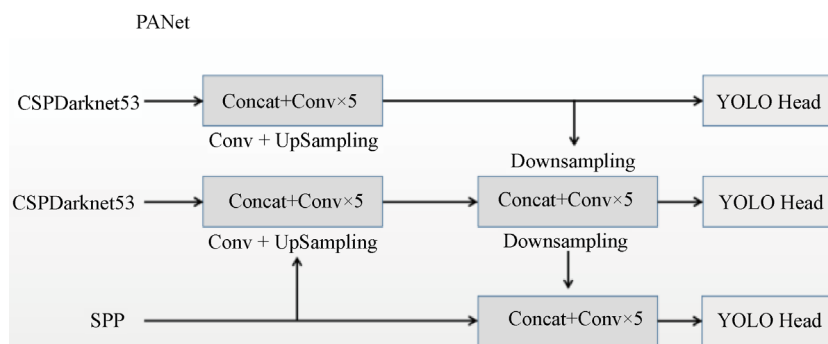 PANet
CSPDarknet53
Concat+Conv×5
YOLO Head
Conv + UpSampling
Downsampling
CSPDarknet53
Concat+Conv×5
Concat+Conv×5
YOLO Head
Conv + UpSampling
Downsampling
SPP
Concat+Conv×5
YOLO Head